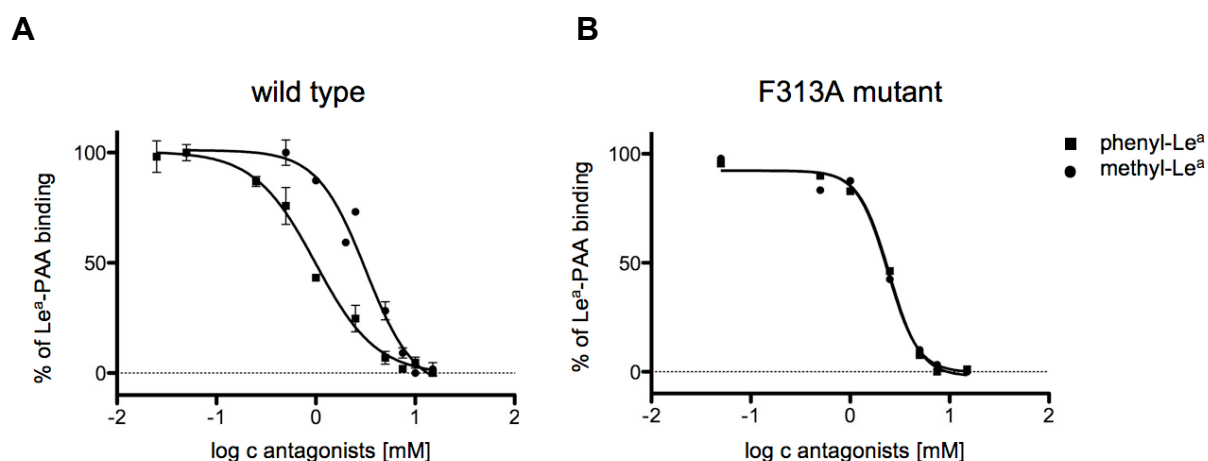 A
B
wild type
F313A mutant
% of Leᵃ-PAA binding
100
50
0
-2 -1 0 1 2
log c antagonists [mM]
% of Leᵃ-PAA binding
100
50
0
-2 -1 0 1 2
log c antagonists [mM]
phenyl-Leᵃ
methyl-Leᵃ